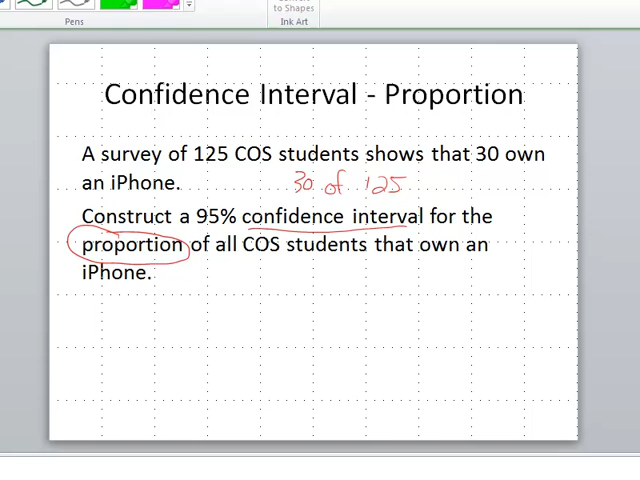 Convert
to Shapes
Pens
Ink Art
Confidence Interval - Proportion
A survey of 125 COS students shows that 30 own
an iPhone.
30 of 125
Construct a 95% confidence interval for the
proportion of all COS students that own an
iPhone.